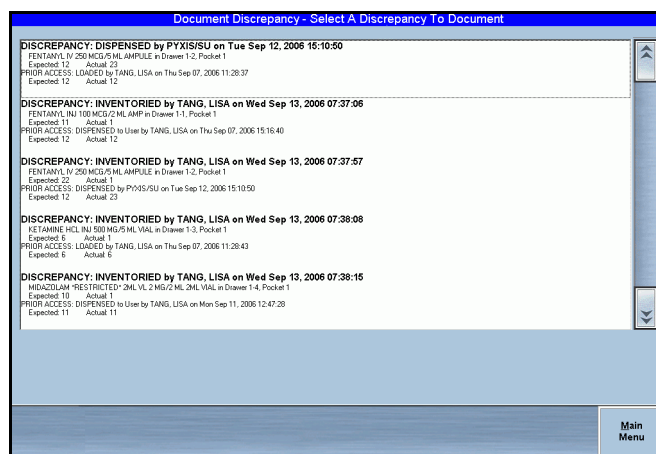 Document Discrepancy - Select A Discrepancy To Document
DISCREPANCY: DISPENSED by PYXIS/SU on Tue Sep 12, 2006 15:10:50
FENTANYL IV 250 MCG/5 ML AMPULE in Drawer 1-2, Pocket 1
Expected: 12 Actual: 23
PRIOR ACCESS: LOADED by TANG, LISA on Thu Sep 07, 2006 11:28:37
Expected: 12 Actual: 12
DISCREPANCY: INVENTORIED by TANG, LISA on Wed Sep 13, 2006 07:37:06
FENTANYL INJ 100 MCG/2 ML AMP in Drawer 1-1, Pocket 1
Expected: 11 Actual: 1
PRIOR ACCESS: DISPENSED to User by TANG, LISA on Thu Sep 07, 2006 15:16:40
Expected: 12 Actual: 12
DISCREPANCY: INVENTORIED by TANG, LISA on Wed Sep 13, 2006 07:37:57
FENTANYL IV 250 MCG/5 ML AMPULE in Drawer 1-2, Pocket 1
Expected: 22 Actual: 1
PRIOR ACCESS: DISPENSED by PYXIS/SU on Tue Sep 12, 2006 15:10:50
Expected: 12 Actual: 23
DISCREPANCY: INVENTORIED by TANG, LISA on Wed Sep 13, 2006 07:38:08
KETAMINE HCL INJ 500 MG/5 ML VIAL in Drawer 1-3, Pocket 1
Expected: 6 Actual: 1
PRIOR ACCESS: LOADED by TANG, LISA on Thu Sep 07, 2006 11:28:43
Expected: 6 Actual: 6
DISCREPANCY: INVENTORIED by TANG, LISA on Wed Sep 13, 2006 07:38:15
MIDAZOLAM *RESTRICTED* 2ML VL 2 MG/2 ML 2ML VIAL in Drawer 1-4, Pocket 1
Expected: 10 Actual: 1
PRIOR ACCESS: DISPENSED to User by TANG, LISA on Mon Sep 11, 2006 12:47:28
Expected: 11 Actual: 11
Main
Menu